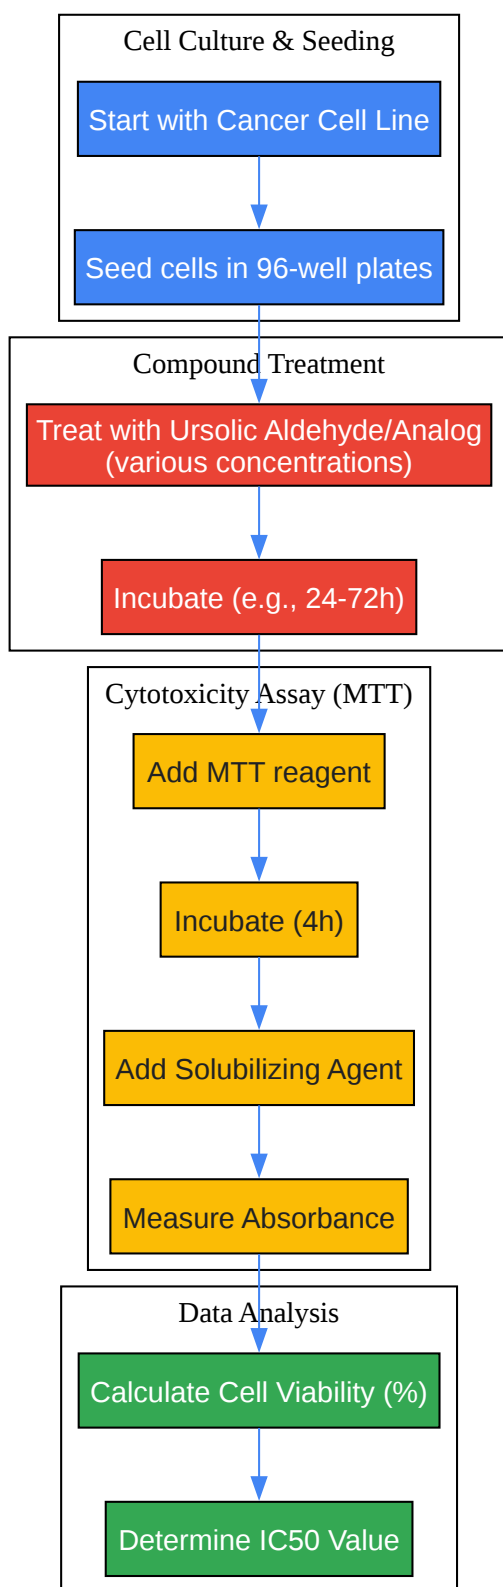 Cell Culture & Seeding
Start with Cancer Cell Line
Seed cells in 96-well plates
Compound Treatment
Treat with Ursolic Aldehyde/Analog
(various concentrations)
Incubate (e.g., 24-72h)
Cytotoxicity Assay (MTT)
Add MTT reagent
Incubate (4h)
Add Solubilizing Agent
Measure Absorbance
Data Analysis
Calculate Cell Viability (%)
Determine IC50 Value